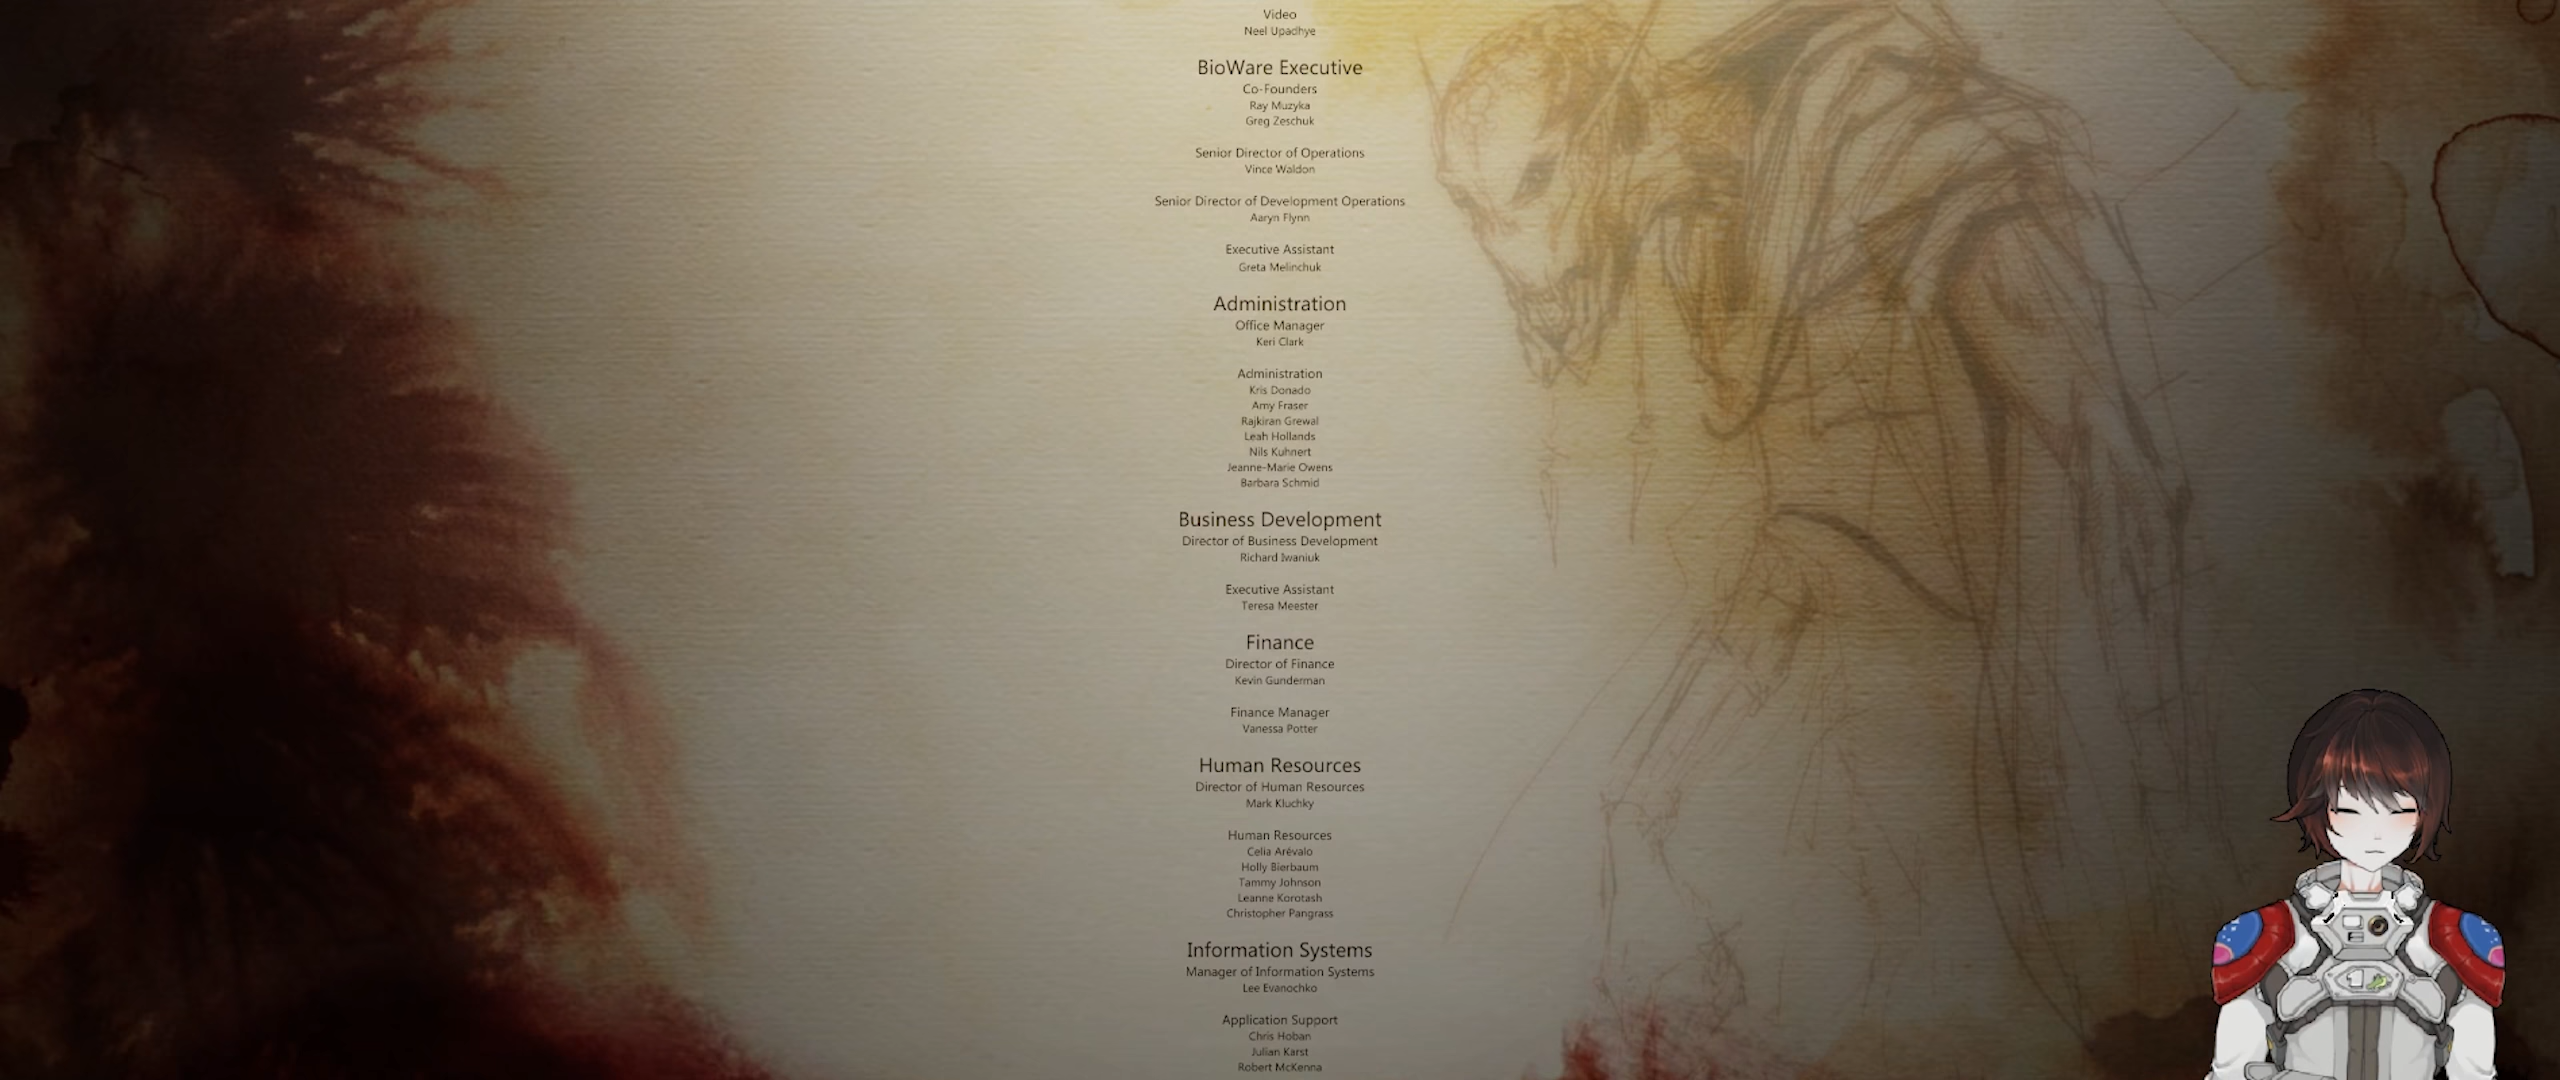 Video
Neel Upadhye
BioWare Executive
Co-Founders
Ray Muzyka
Greg Zeschuk
Senior Director of Operations
Vince Waldon
Senior Director of Development Operations
Aaryn Flynn
Executive Assistant
Greta Melinchuk
Administration
Office Manager
Keri Clark
Administration
Kris Donado
Amy Fraser
Rajkiran Grewal
Leah Hollands
Nils Kuhnert
Jeanne-Marie Owens
Barbara Schmid
Business Development
Director of Business Development
Richard Iwaniuk
Executive Assistant
Teresa Meester
Finance
Director of Finance
Kevin Gunderman
Finance Manager
Vanessa Potter
Human Resources
Director of Human Resources
Mark Kluchky
Human Resources
Celia Arévalo
Holly Bierbaum
Tammy Johnson
Leanne Korotash
Christopher Pangrass
Information Systems
Manager of Information Systems
Lee Evanochko
Application Support
Chris Hoban
Julian Karst
Robert McKenna